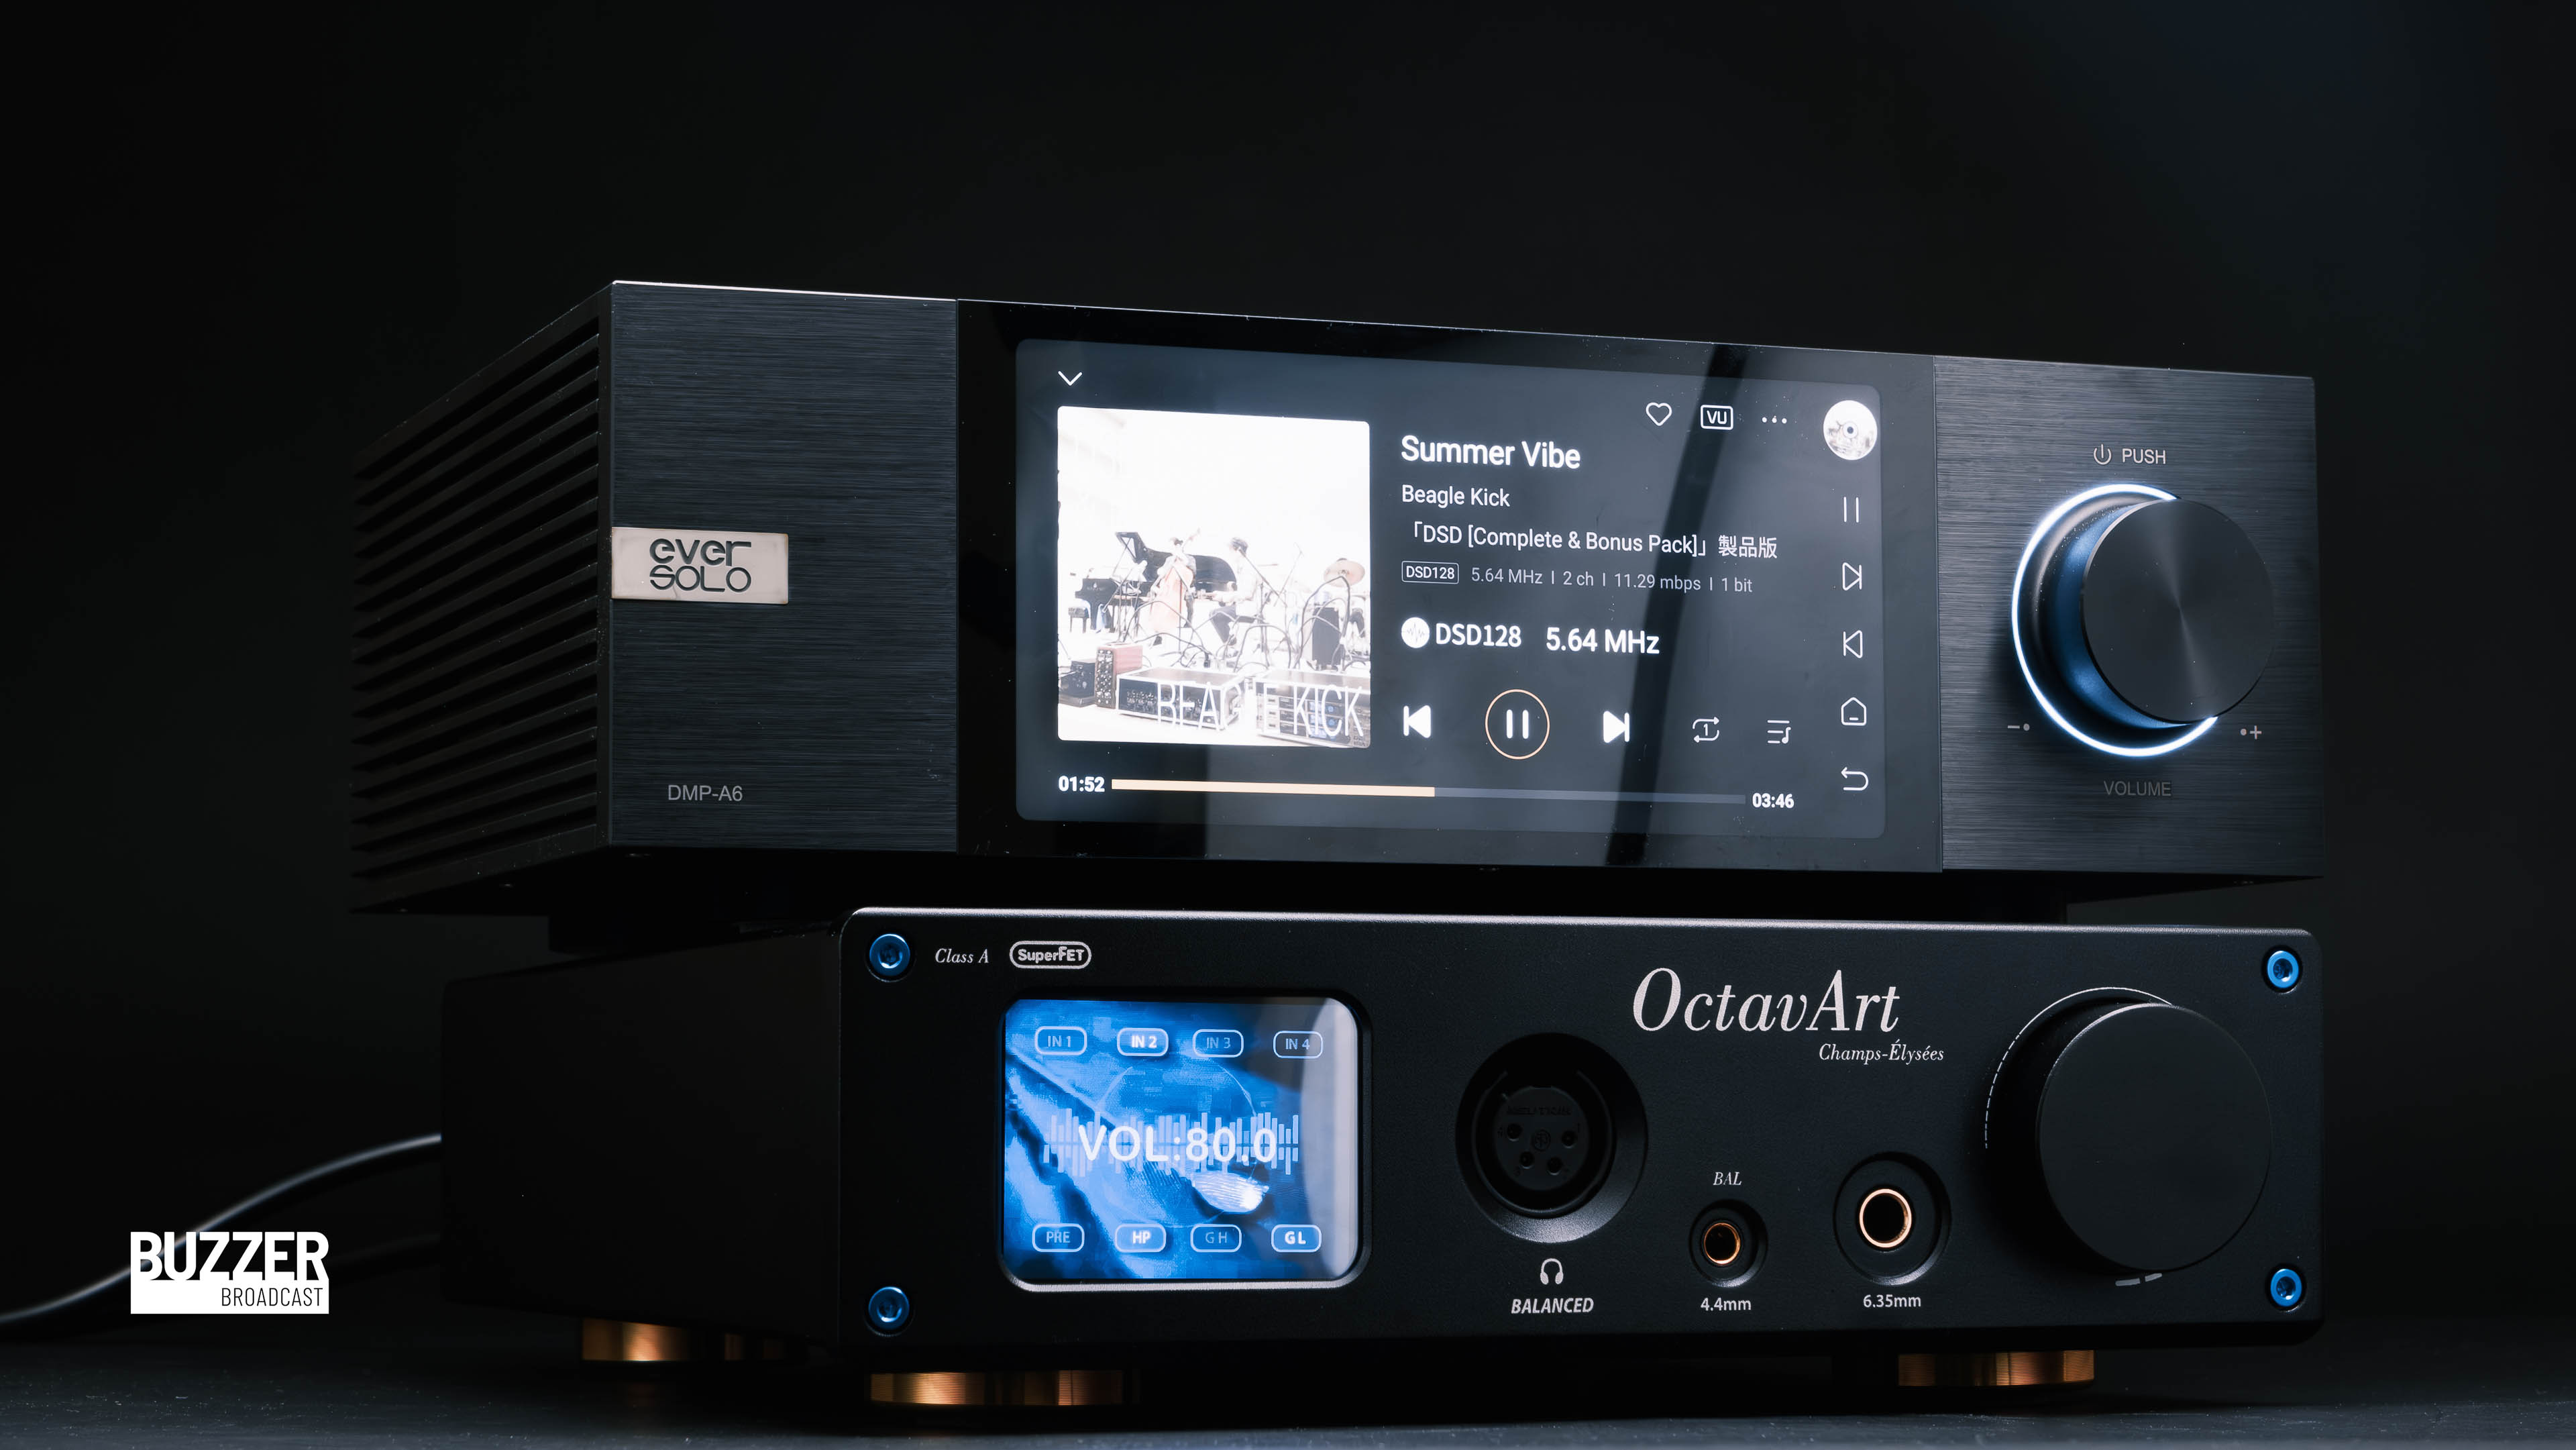 Summer Vibe
VU
PUSH
Beagle Kick
「DSD [Complete & Bonus Pack]」製品版
DSD128 5.64 MHz | 2 ch | 11.29 mbps | 1 bit
ever
SOLO
DSD128 5.64 MHz
BEAGLE KICK
1
01:52
03:46
DMP-A6
VOLUME
Class A SuperFET
OctavArt
Champs-Élysées
IN 1 IN 2 IN 3 IN 4
VOL:80.0
PRE HP GH GL
BALANCED
BAL
4.4mm
6.35mm
BUZZER
BROADCAST